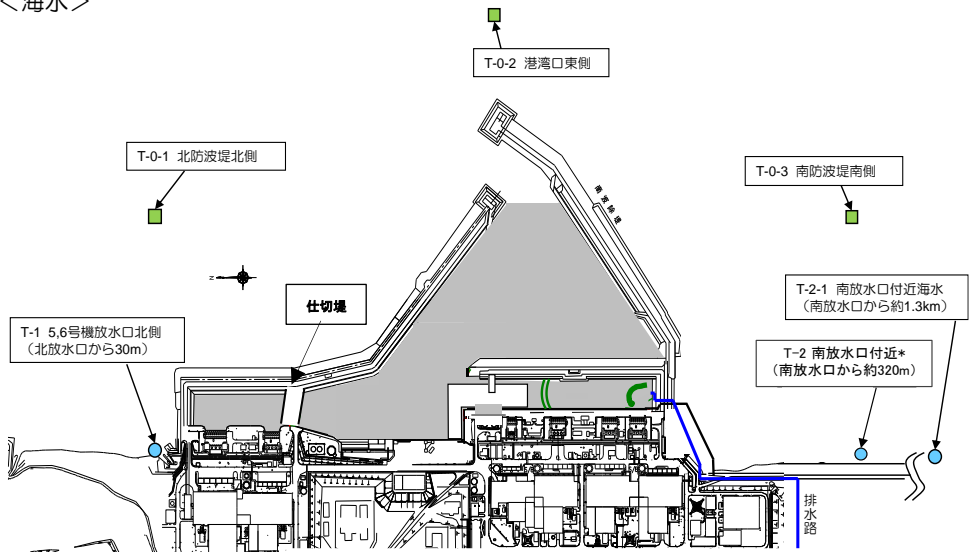 ＜海水＞
T-0-2 港湾口東側
T-0-1 北防波堤北側
T-0-3 南防波堤南側
南波除堤
N
仕切堤
T-2-1 南放水口付近海水
（南放水口から約1.3km）
T-1 5,6号機放水口北側
（北放水口から30m）
T-2 南放水口付近*
（南放水口から約320m）
排水路